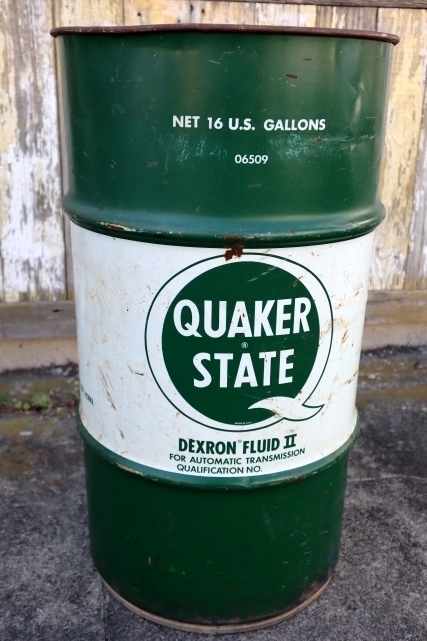 NET 16 U.S. GALLONS
06509
QUAKER
®
STATE
DEXRON® FLUID II
FOR AUTOMATIC TRANSMISSION
QUALIFICATION NO.